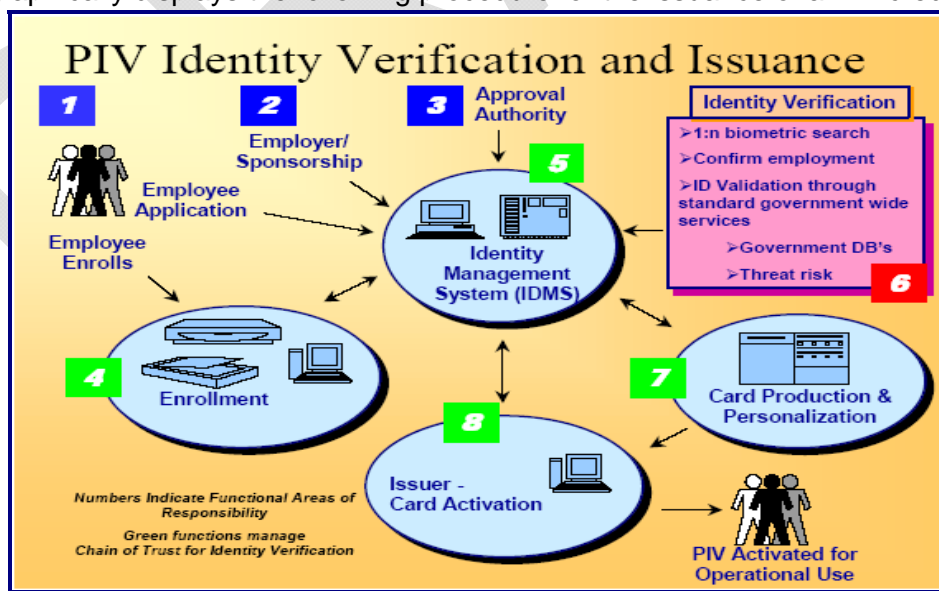 PIV Identity Verification and Issuance
1
2
3
Approval
Authority
Employer/
Sponsorship
Employee
Application
Employee
Enrolls
5
Identity
Management
System (IDMS)
Identity Verification
➢1:n biometric search
➢Confirm employment
➢ID Validation through
standard government wide
services
➢Government DB's
➢Threat risk
6
4
Enrollment
7
Card Production &
Personalization
8
Issuer -
Card Activation
Numbers Indicate Functional Areas of
Responsibility
Green functions manage
Chain of Trust for Identity Verification
PIV Activated for
Operational Use